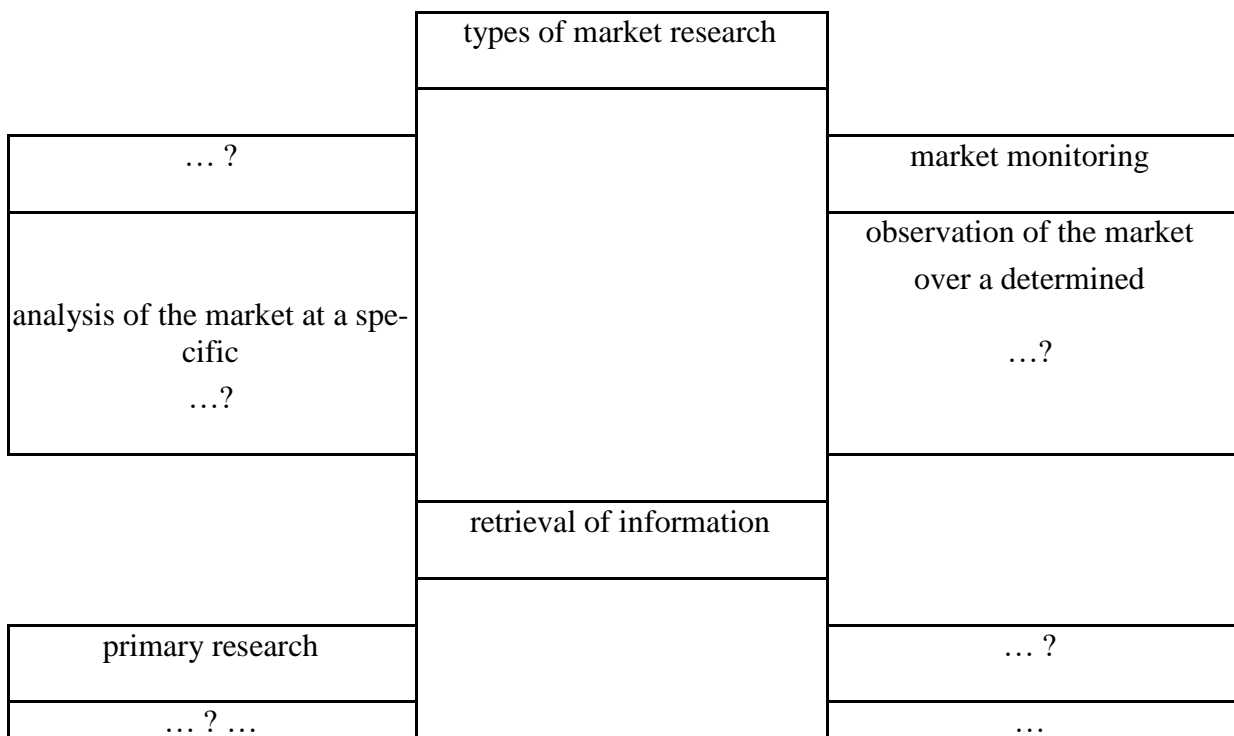 types of market research
… ?
market monitoring
analysis of the market at a spe-
cific
…?
observation of the market
over a determined
…?
retrieval of information
primary research
… ?
… ? …
…